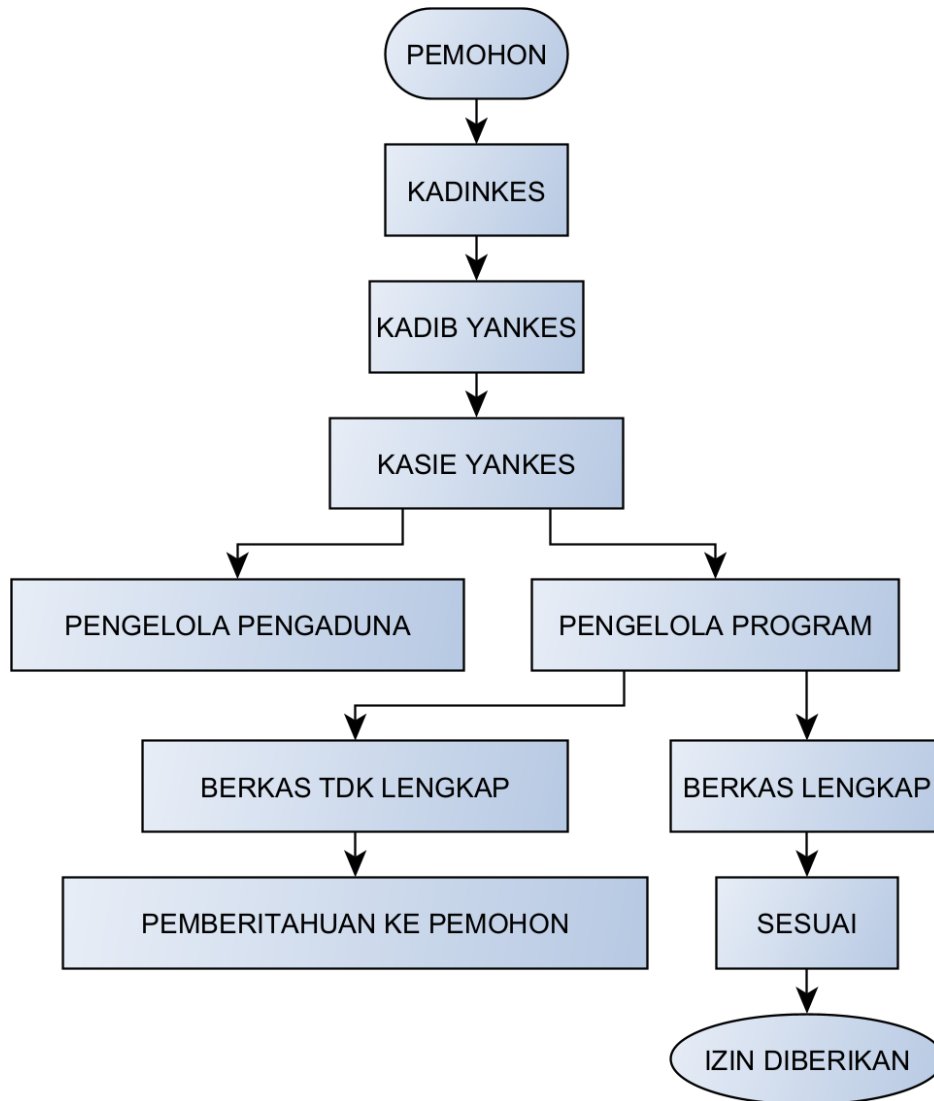 PEMOHON
KADINKES
KADIB YANKES
KASIE YANKES
PENGELOLA PENGADUNA
PENGELOLA PROGRAM
BERKAS TDK LENGKAP
BERKAS LENGKAP
PEMBERITAHUAN KE PEMOHON
SESUAI
IZIN DIBERIKAN